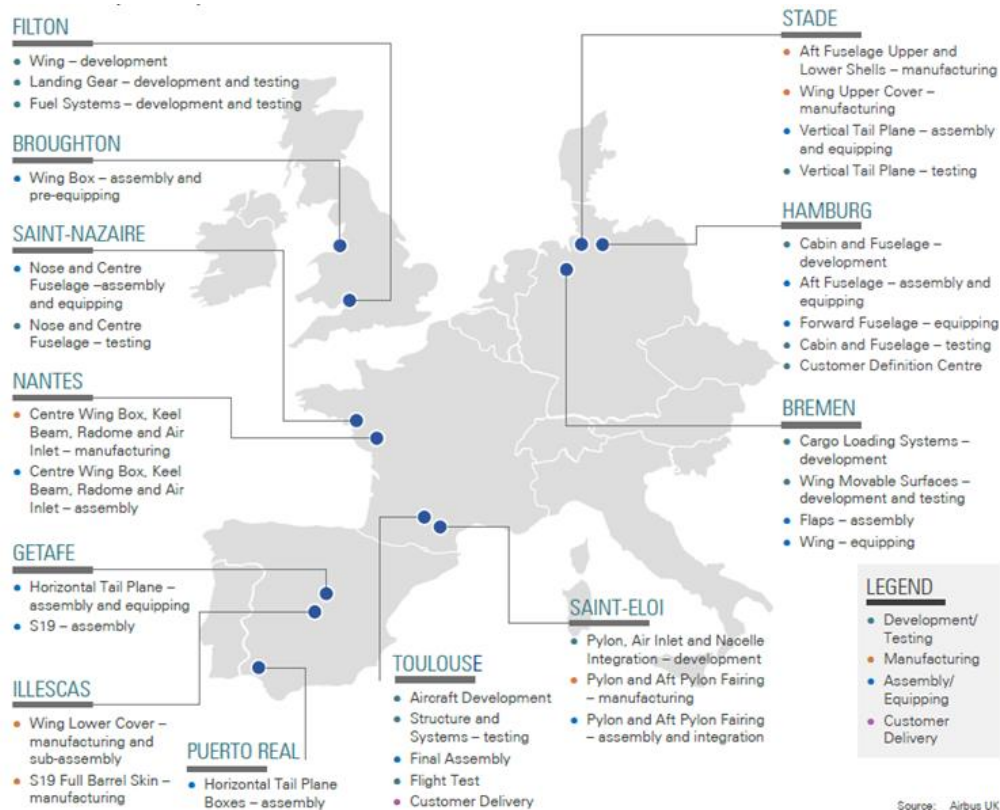 FILTON
Wing – development
Landing Gear – development and testing
Fuel Systems – development and testing
BROUGHTON
Wing Box – assembly and
pre-equipping
SAINT-NAZAIRE
Nose and Centre
Fuselage –assembly
and equipping
Nose and Centre
Fuselage – testing
NANTES
Centre Wing Box, Keel
Beam, Radome and Air
Inlet – manufacturing
Centre Wing Box, Keel
Beam, Radome and Air
Inlet – assembly
GETAFE
Horizontal Tail Plane –
assembly and equipping
S19 – assembly
ILLESCAS
Wing Lower Cover –
manufacturing and
sub-assembly
S19 Full Barrel Skin –
manufacturing
PUERTO REAL
Horizontal Tail Plane
Boxes – assembly
TOULOUSE
Aircraft Development
Structure and
Systems – testing
Final Assembly
Flight Test
Customer Delivery
SAINT-ELOI
Pylon, Air Inlet and Nacelle
Integration – development
Pylon and Aft Pylon Fairing
– manufacturing
Pylon and Aft Pylon Fairing
– assembly and integration
STADE
Aft Fuselage Upper and
Lower Shells – manufacturing
Wing Upper Cover –
manufacturing
Vertical Tail Plane – assembly
and equipping
Vertical Tail Plane – testing
HAMBURG
Cabin and Fuselage –
development
Aft Fuselage – assembly and
equipping
Forward Fuselage – equipping
Cabin and Fuselage – testing
Customer Definition Centre
BREMEN
Cargo Loading Systems –
development
Wing Movable Surfaces –
development and testing
Flaps – assembly
Wing – equipping
LEGEND
Development/
Testing
Manufacturing
Assembly/
Equipping
Customer
Delivery
Source: Airbus UK